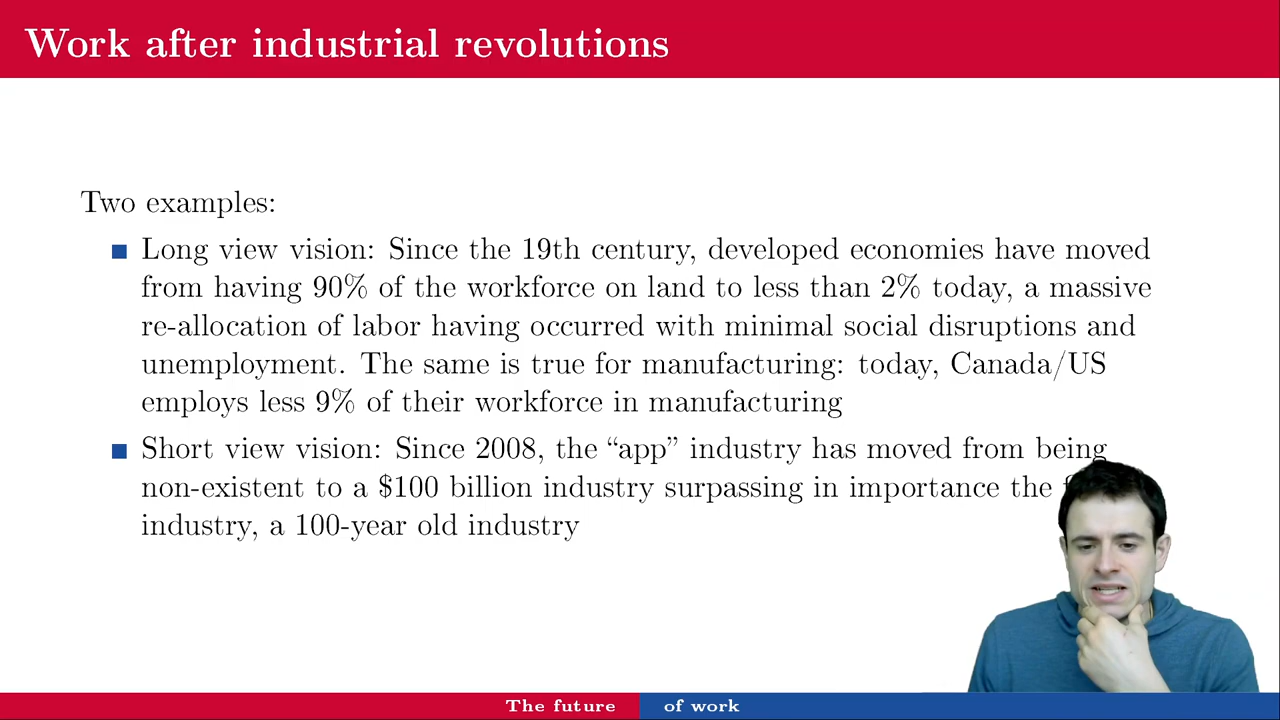 Work after industrial revolutions
Two examples:
Long view vision: Since the 19th century, developed economies have moved
from having 90% of the workforce on land to less than 2% today, a massive
re-allocation of labor having occurred with minimal social disruptions and
unemployment. The same is true for manufacturing: today, Canada/US
employs less 9% of their workforce in manufacturing
Short view vision: Since 2008, the “app” industry has moved from being
non-existent to a $100 billion industry surpassing in importance the
industry, a 100-year old industry
The future of work